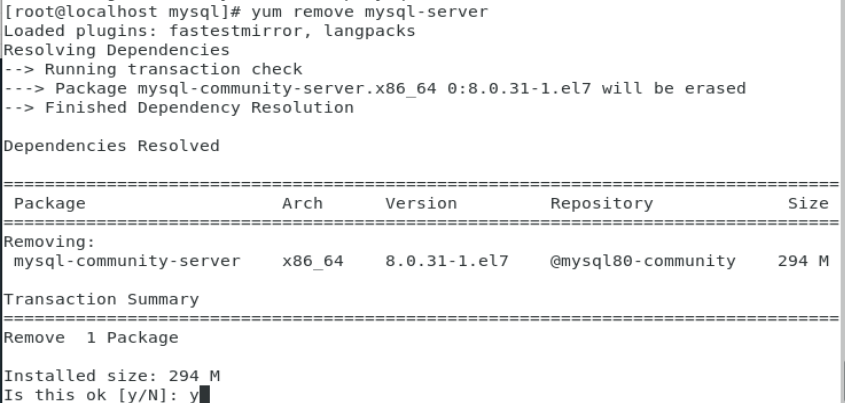 [root@localhost mysql]# yum remove mysql-server
Loaded plugins: fastestmirror, langpacks
Resolving Dependencies
--> Running transaction check
---> Package mysql-community-server.x86_64 0:8.0.31-1.el7 will be erased
--> Finished Dependency Resolution
Dependencies Resolved
================================================================================
Package Arch Version Repository Size
================================================================================
Removing:
mysql-community-server x86_64 8.0.31-1.el7 @mysql80-community 294 M
Transaction Summary
================================================================================
Remove 1 Package
Installed size: 294 M
Is this ok [y/N]: y